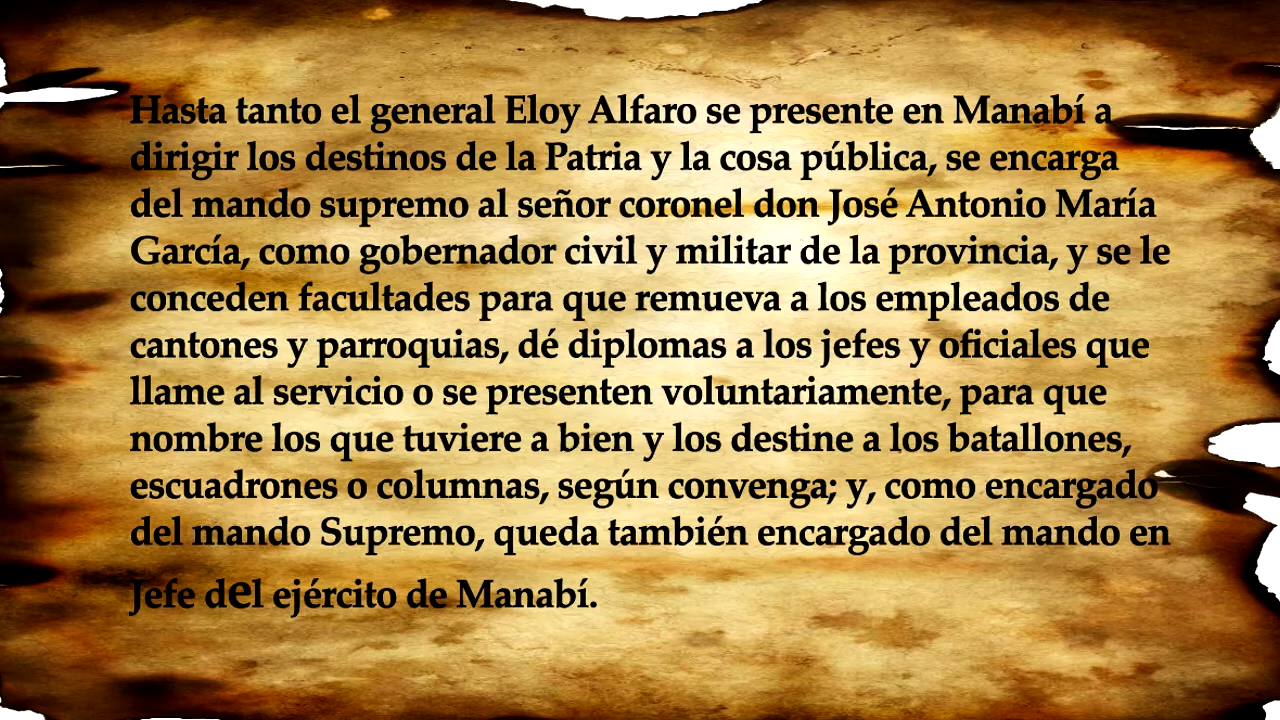 Hasta tanto el general Eloy Alfaro se presente en Manabí a
dirigir los destinos de la Patria y la cosa pública, se encarga
del mando supremo al señor coronel don José Antonio María
García, como gobernador civil y militar de la provincia, y se le
conceden facultades para que remueva a los empleados de
cantones y parroquias, dé diplomas a los jefes y oficiales que
llame al servicio o se presenten voluntariamente, para que
nombre los que tuviere a bien y los destine a los batallones,
escuadrones o columnas, según convenga; y, como encargado
del mando Supremo, queda también encargado del mando en
Jefe del ejército de Manabí.